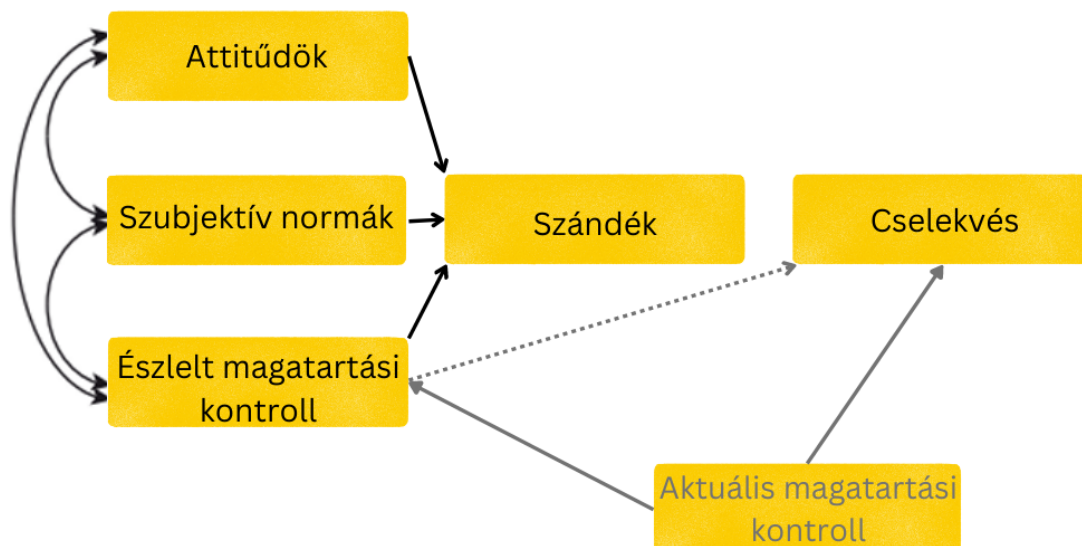 Attitűdök
Szubjektív normák
Szándék
Cselekvés
Észlelt magatartási
kontroll
Aktuális magatartási
kontroll